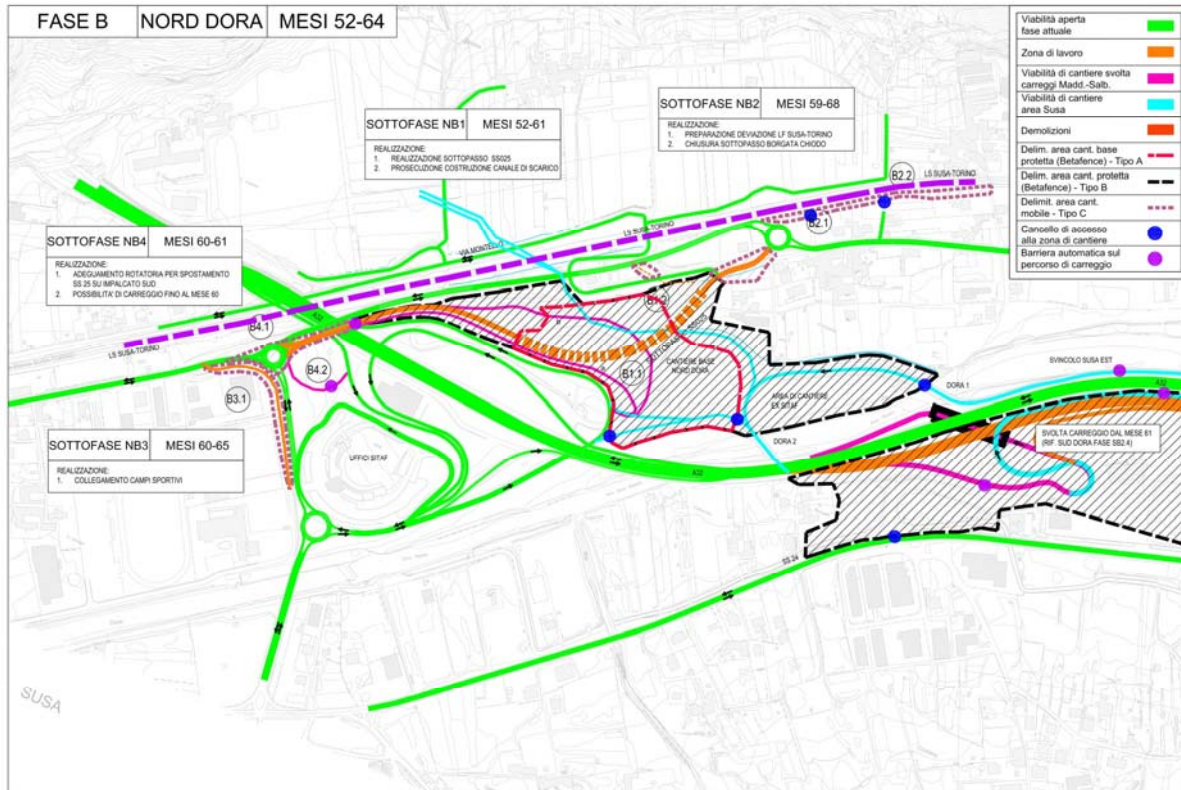 FASE B NORD DORA MESI 52-64
Viabilità aperta
fase attuale
Zona di lavoro
Viabilità di cantiere svolta
carreggi Madd.-Salb.
Viabilità di cantiere
area Susa
Demolizioni
Delim. area cant. base
protetta (Betafence) - Tipo A
Delim. area cant. protetta
(Betafence) - Tipo B
Delimit. area cant.
mobile - Tipo C
Cancello di accesso
alla zona di cantiere
Barriera automatica sul
percorso di carreggio
SOTTOFASE NB2 MESI 59-68
REALIZZAZIONE:
1. PREPARAZIONE DEVIAZIONE LF SUSA-TORINO
2. CHIUSURA SOTTOPASSO BORGATA CHIODO
SOTTOFASE NB1 MESI 52-61
REALIZZAZIONE:
1. REALIZZAZIONE SOTTOPASSO SS025
2. PROSECUZIONE COSTRUZIONE CANALE DI SCARICO
SOTTOFASE NB4 MESI 60-61
REALIZZAZIONE:
1. ADEGUAMENTO ROTATORIA PER SPOSTAMENTO
SS 25 SU IMPALCATO SUD
2. POSSIBILITA' DI CARREGGIO FINO AL MESE 60
SOTTOFASE NB3 MESI 60-65
REALIZZAZIONE:
1. COLLEGAMENTO CAMPI SPORTIVI
B2.2
LS SUSA-TORINO
B2.1
LS SUSA-TORINO
VIA MONTELLO
B1.2
SOTTOPASSO SS025
A32
B4.1
LS SUSA-TORINO
B4.2
B3.1
B1.1
CANTIERE BASE
NORD DORA
AREA DI CANTIERE
EX SITAF
DORA 1
SVINCOLO SUSA EST
A32
DORA 2
SVOLTA CARREGGIO DAL MESE 61
(RIF. SUD DORA FASE SB2.4)
UFFICI SITAF
A32
SS 24
SUSA